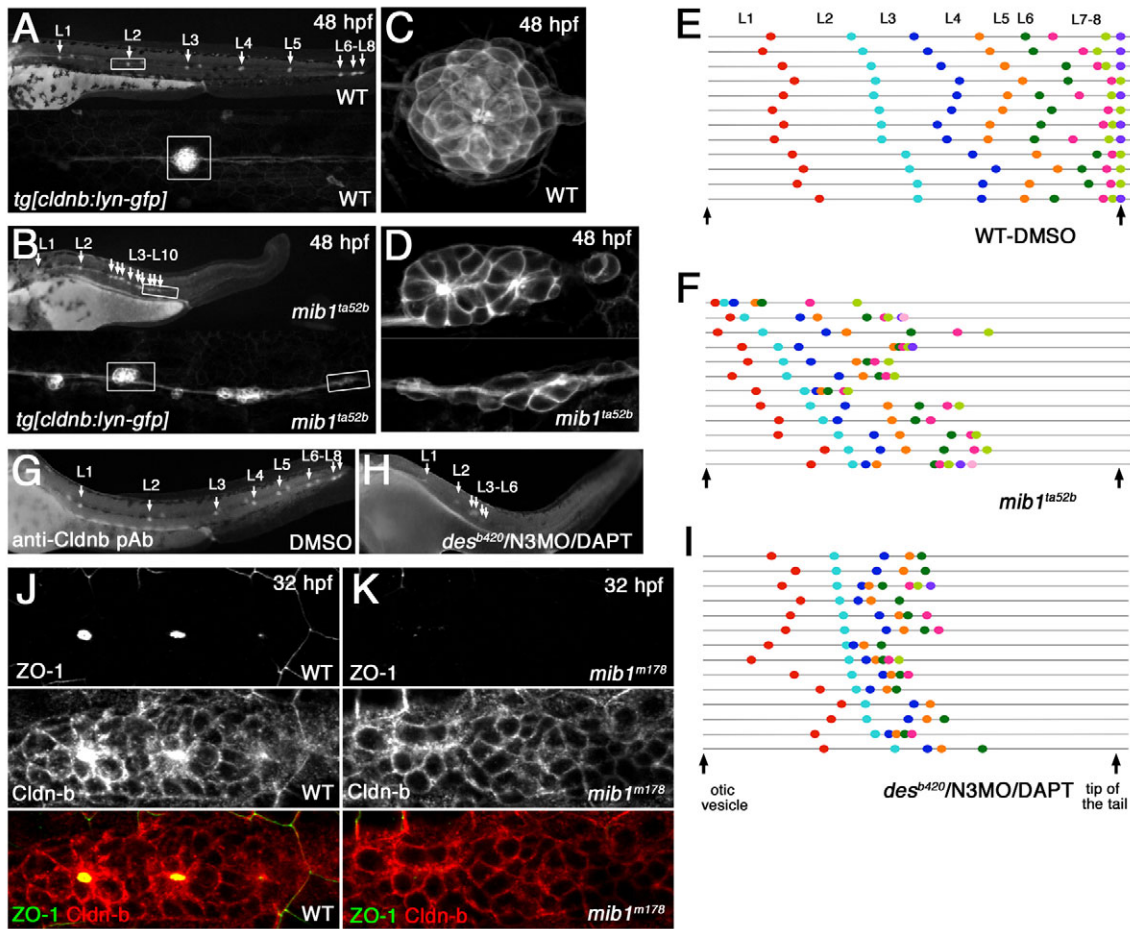 A
48 hpf
L1
L2
L3
L4
L5
L6-L8
WT
tg[cldnb:lyn-gfp]
WT
C
48 hpf
WT
B
48 hpf
L1
L2
L3-L10
mib1ta52b
tg[cldnb:lyn-gfp]
mib1ta52b
D
mib1ta52b
G
L1
L2
L3
L4
L5
L6-L8
anti-Cldnb pAb
DMSO
H
L1
L2
L3-L6
desb420/N3MO/DAPT
J
32 hpf
ZO-1
WT
Cldn-b
WT
ZO-1 Cldn-b
WT
K
32 hpf
ZO-1
mib1m178
Cldn-b
mib1m178
ZO-1 Cldn-b
mib1m178
E
L1
L2
L3
L4
L5
L6
L7-8
WT-DMSO
F
mib1ta52b
I
otic
vesicle
desb420/N3MO/DAPT
tip of
the tail